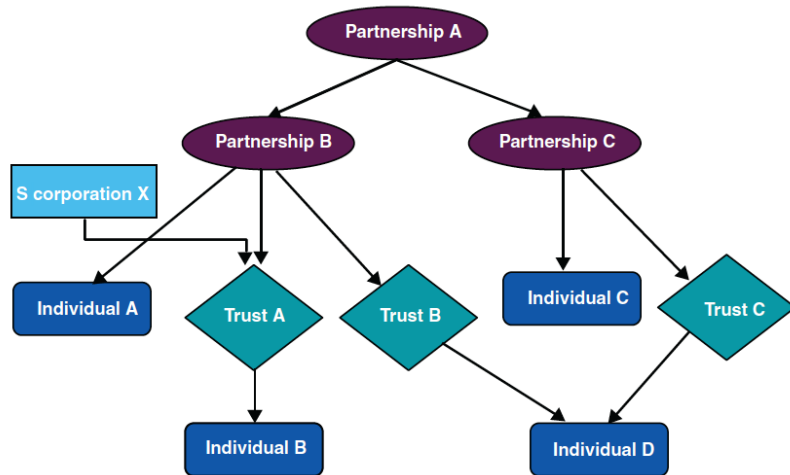 Partnership A
Partnership B
Partnership C
S corporation X
Individual A
Trust A
Trust B
Individual C
Trust C
Individual B
Individual D